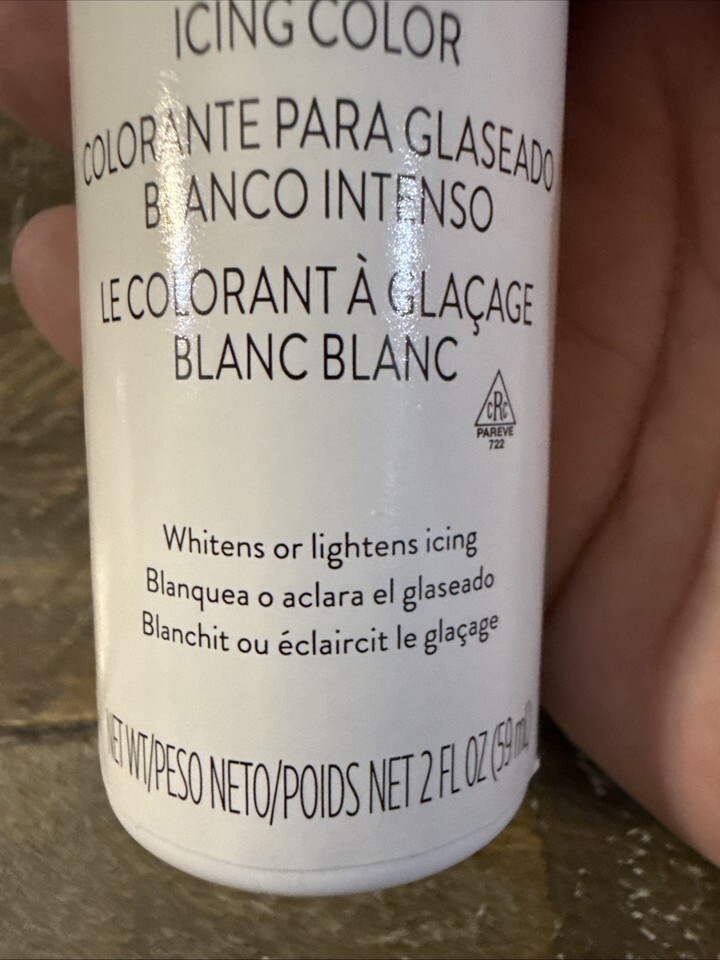 ICING COLOR
COLORANTE PARA GLASEADO
BLANCO INTENSO
LE COLORANT À GLAÇAGE
BLANC BLANC
cRc
PAREVE
722
Whitens or lightens icing
Blanquea o aclara el glaseado
Blanchit ou éclaircit le glaçage
NET WT/PESO NETO/POIDS NET 2 FL OZ (59 mL)